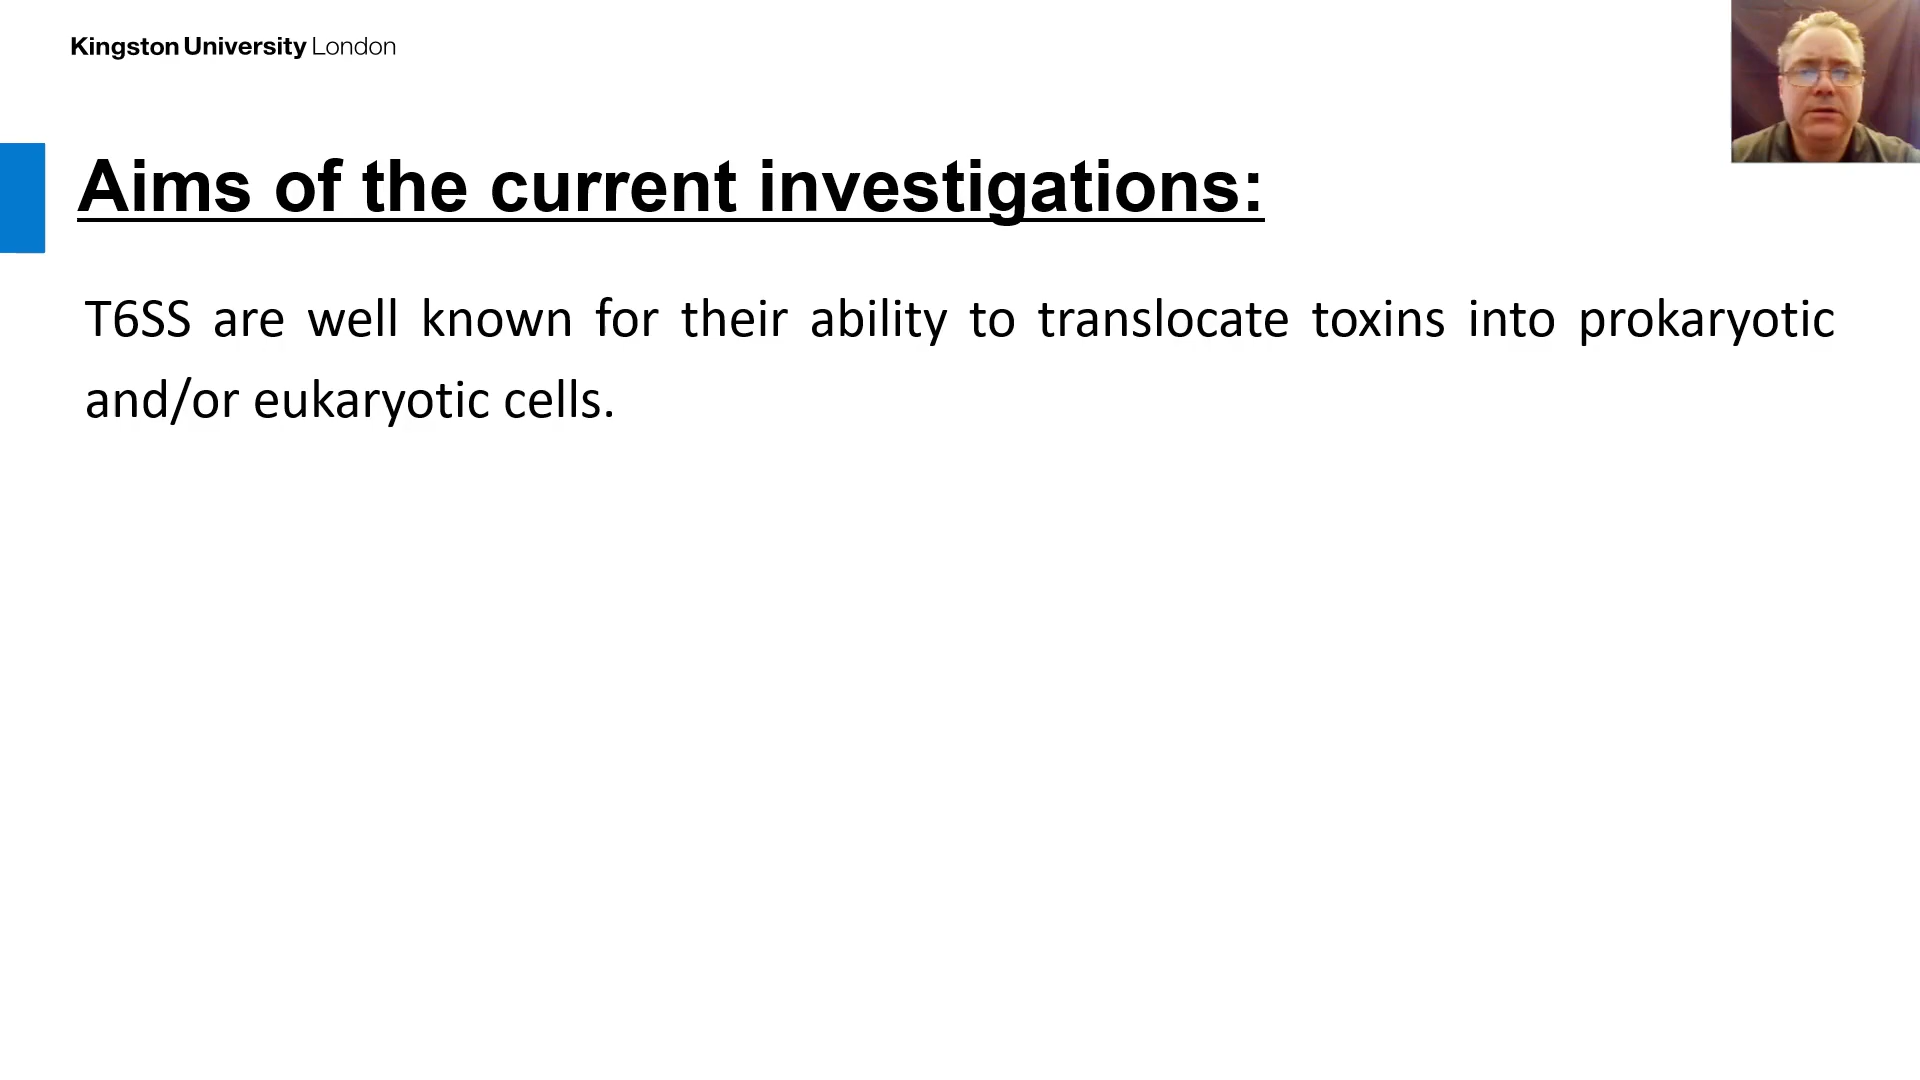 Kingston University London
Aims of the current investigations:
T6SS are well known for their ability to translocate toxins into prokaryotic
and/or eukaryotic cells.